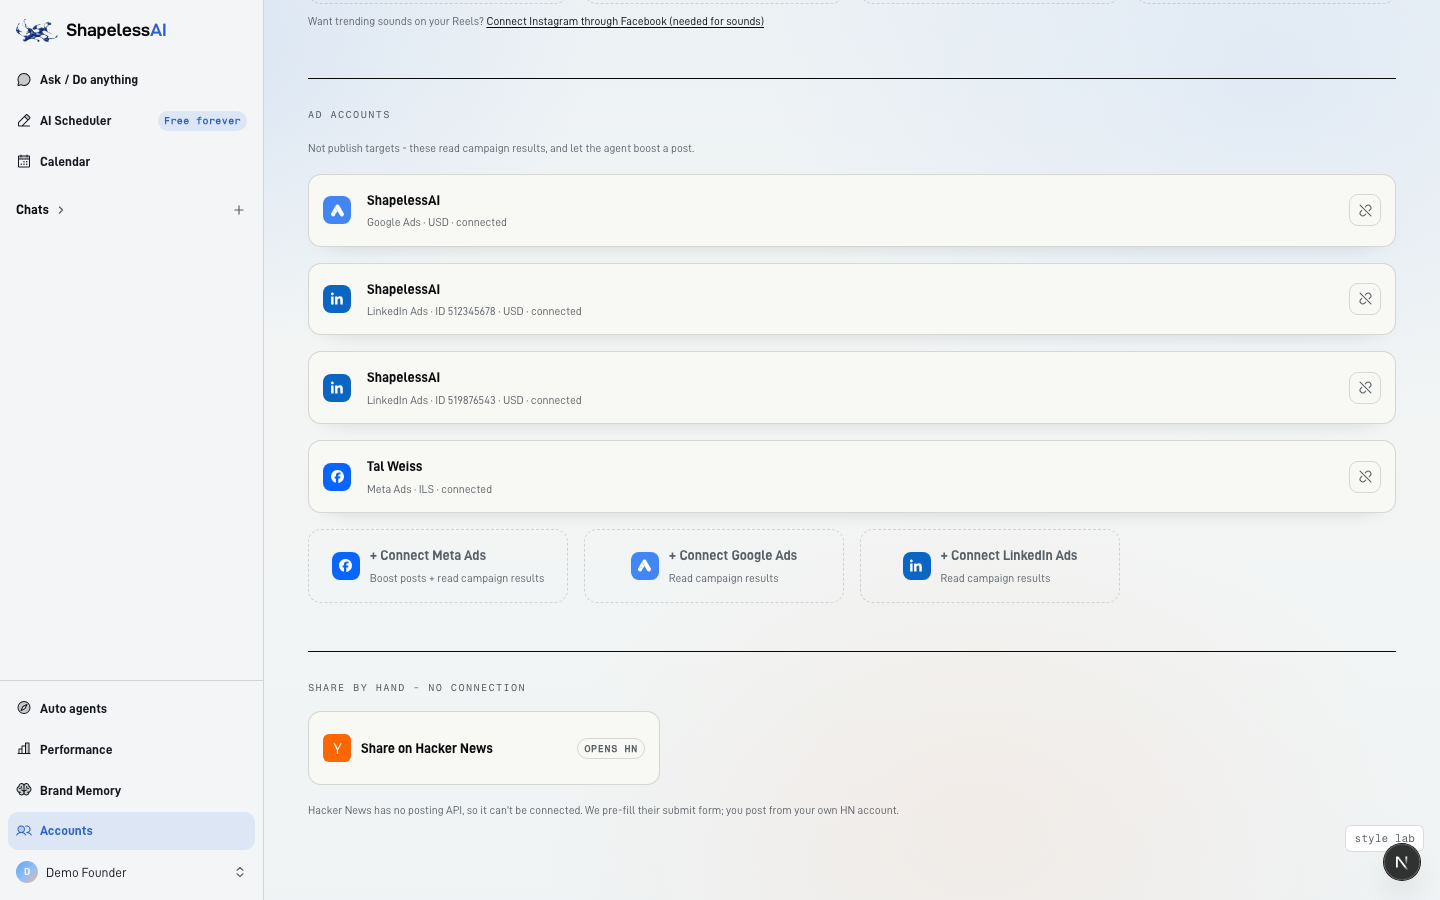 ShapelessAI
Ask / Do anything
AI Scheduler
Free forever
Calendar
Chats
Auto agents
Performance
Brand Memory
Accounts
D
Demo Founder
Want trending sounds on your Reels? Connect Instagram through Facebook (needed for sounds)
AD ACCOUNTS
Not publish targets - these read campaign results, and let the agent boost a post.
ShapelessAI
Google Ads · USD · connected
in
ShapelessAI
LinkedIn Ads · ID 512345678 · USD · connected
in
ShapelessAI
LinkedIn Ads · ID 519876543 · USD · connected
Tal Weiss
Meta Ads · ILS · connected
+ Connect Meta Ads
Boost posts + read campaign results
+ Connect Google Ads
Read campaign results
in
+ Connect LinkedIn Ads
Read campaign results
SHARE BY HAND - NO CONNECTION
Y
Share on Hacker News
OPENS HN
Hacker News has no posting API, so it can't be connected. We pre-fill their submit form; you post from your own HN account.
style lab
N